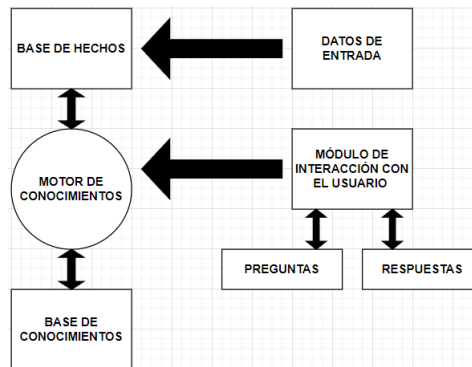 BASE DE HECHOS
DATOS DE
ENTRADA
MOTOR DE
CONOCIMIENTOS
MÓDULO DE
INTERACCIÓN CON
EL USUARIO
PREGUNTAS
RESPUESTAS
BASE DE
CONOCIMIENTOS